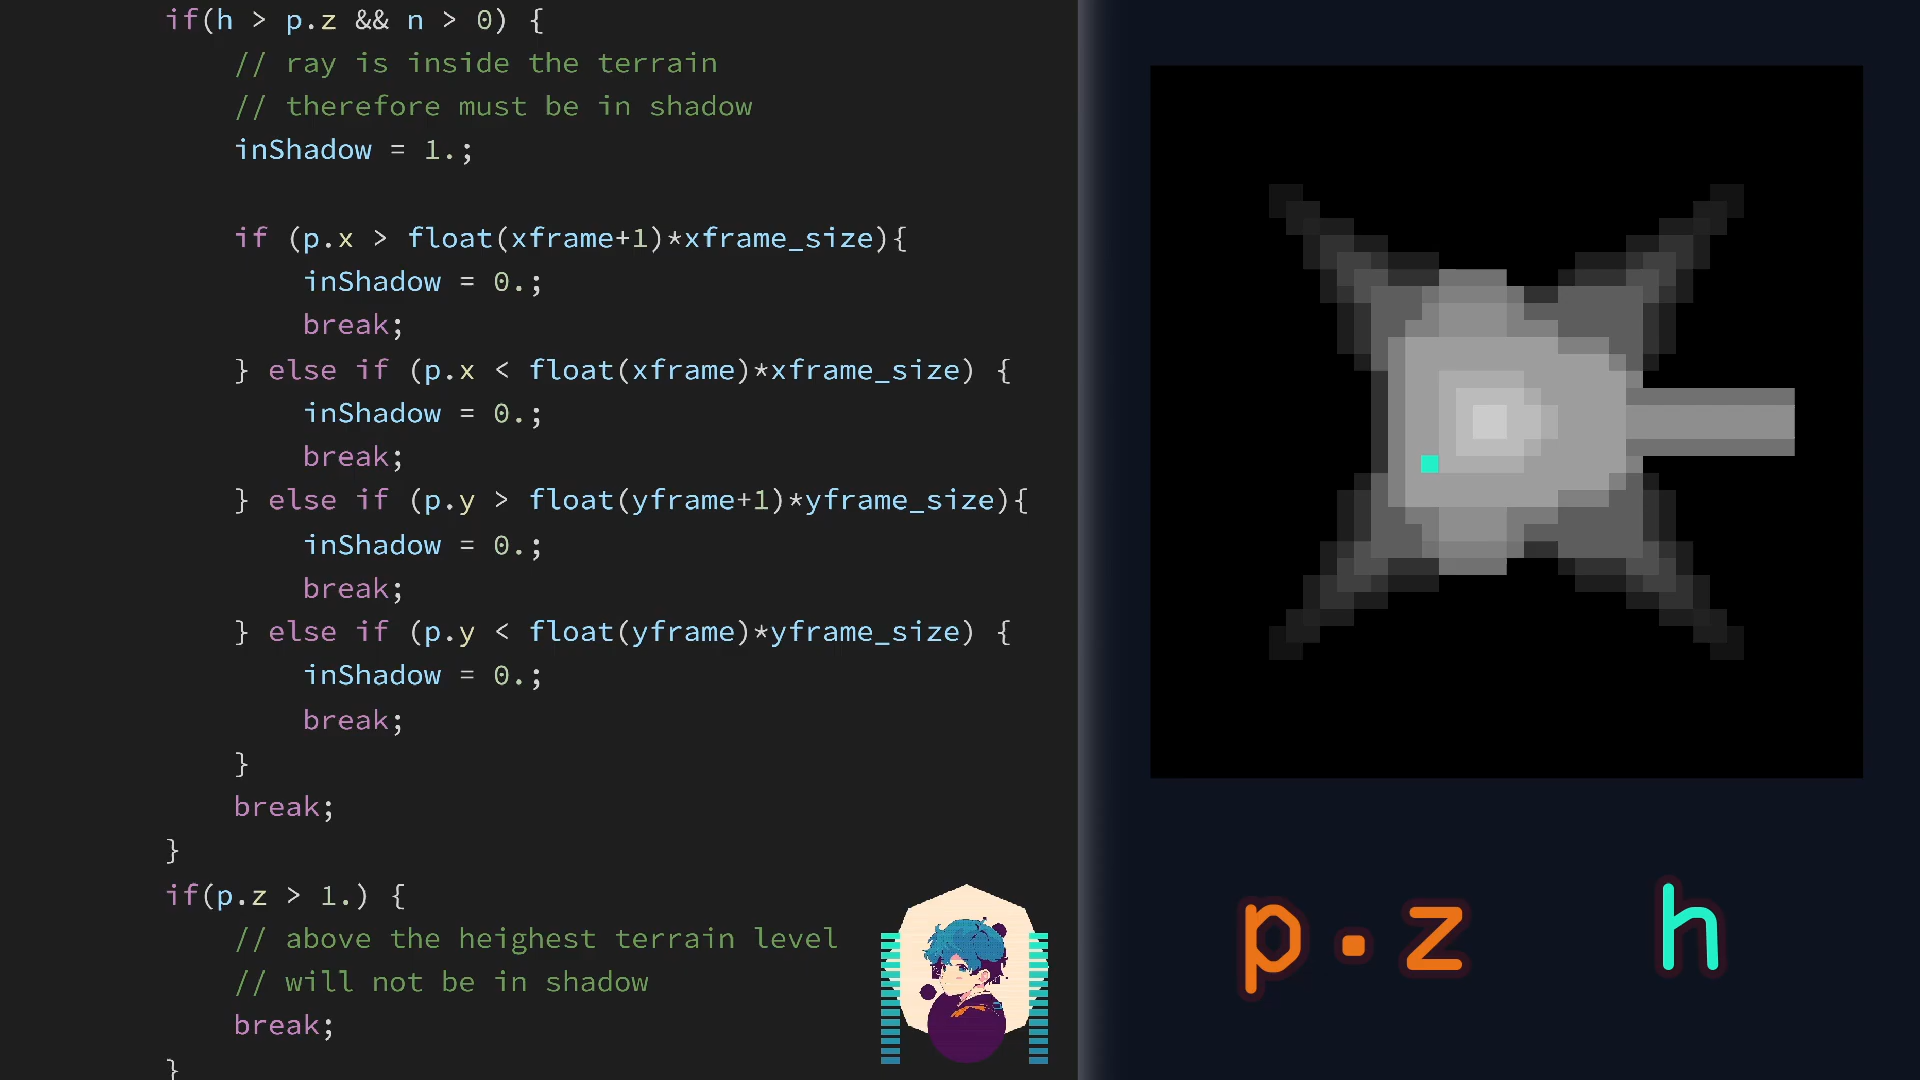 if(h > p.z && n > 0) {
// ray is inside the terrain
// therefore must be in shadow
inShadow = 1.;
if (p.x > float(xframe+1)*xframe_size){
inShadow = 0.;
break;
} else if (p.x < float(xframe)*xframe_size) {
inShadow = 0.;
break;
} else if (p.y > float(yframe+1)*yframe_size){
inShadow = 0.;
break;
} else if (p.y < float(yframe)*yframe_size) {
inShadow = 0.;
break;
}
break;
}
if(p.z > 1.) {
// above the heighest terrain level
// will not be in shadow
break;
}
p.z h